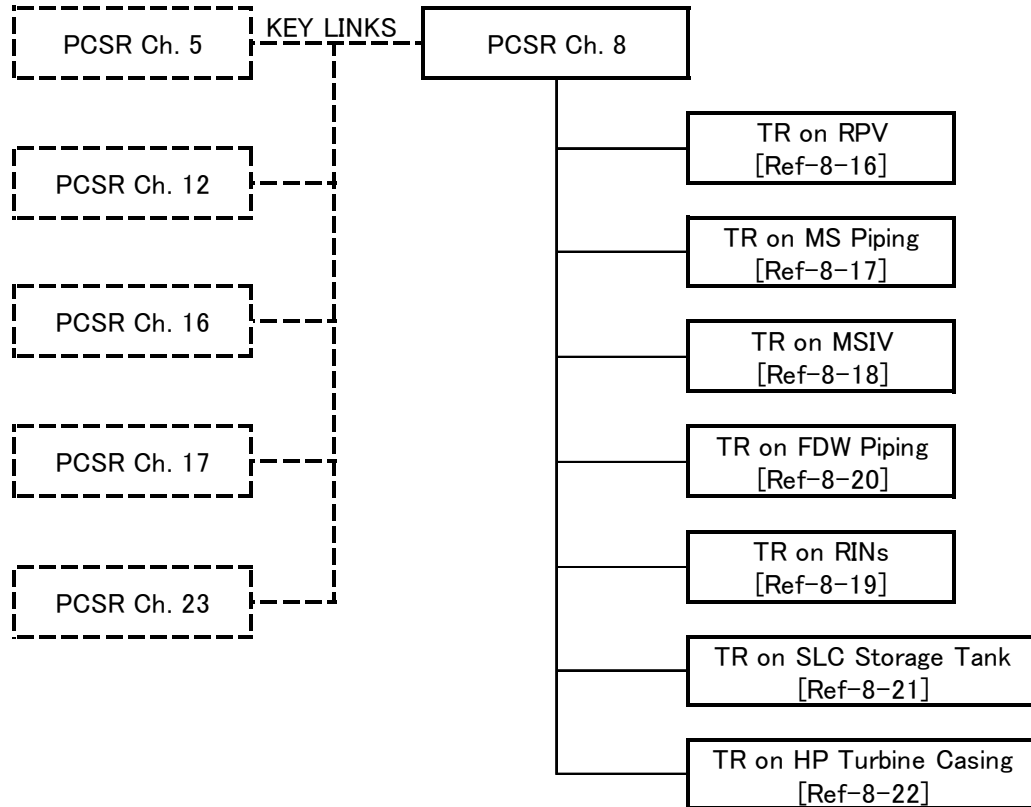 PCSR Ch. 5
KEY LINKS
PCSR Ch. 8
TR on RPV
[Ref-8-16]
PCSR Ch. 12
TR on MS Piping
[Ref-8-17]
PCSR Ch. 16
TR on MSIV
[Ref-8-18]
PCSR Ch. 17
TR on FDW Piping
[Ref-8-20]
TR on RINs
[Ref-8-19]
PCSR Ch. 23
TR on SLC Storage Tank
[Ref-8-21]
TR on HP Turbine Casing
[Ref-8-22]